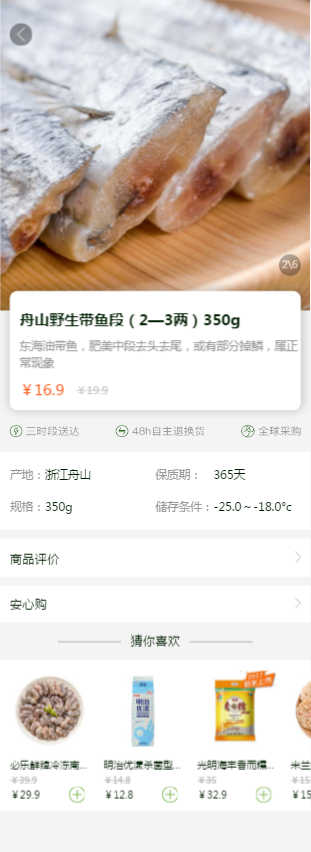 2\6
舟山野生带鱼段（2—3两）350g
东海油带鱼，肥美中段去头去尾，或有部分掉鳞，属正
常现象
￥16.9 ￥19.9
三时段送达 48h自主退换货 全球采购
产地：浙江舟山 保质期： 365天
规格：350g 储存条件：-25.0～-18.0°c
商品评价
安心购
猜你喜欢
必乐鲜牌冷冻南... 明治优漾杀菌型... 光明海丰香而糯... 米兰
￥39.9 ￥14.8 ￥35
￥29.9 ￥12.8 ￥32.9 ￥15